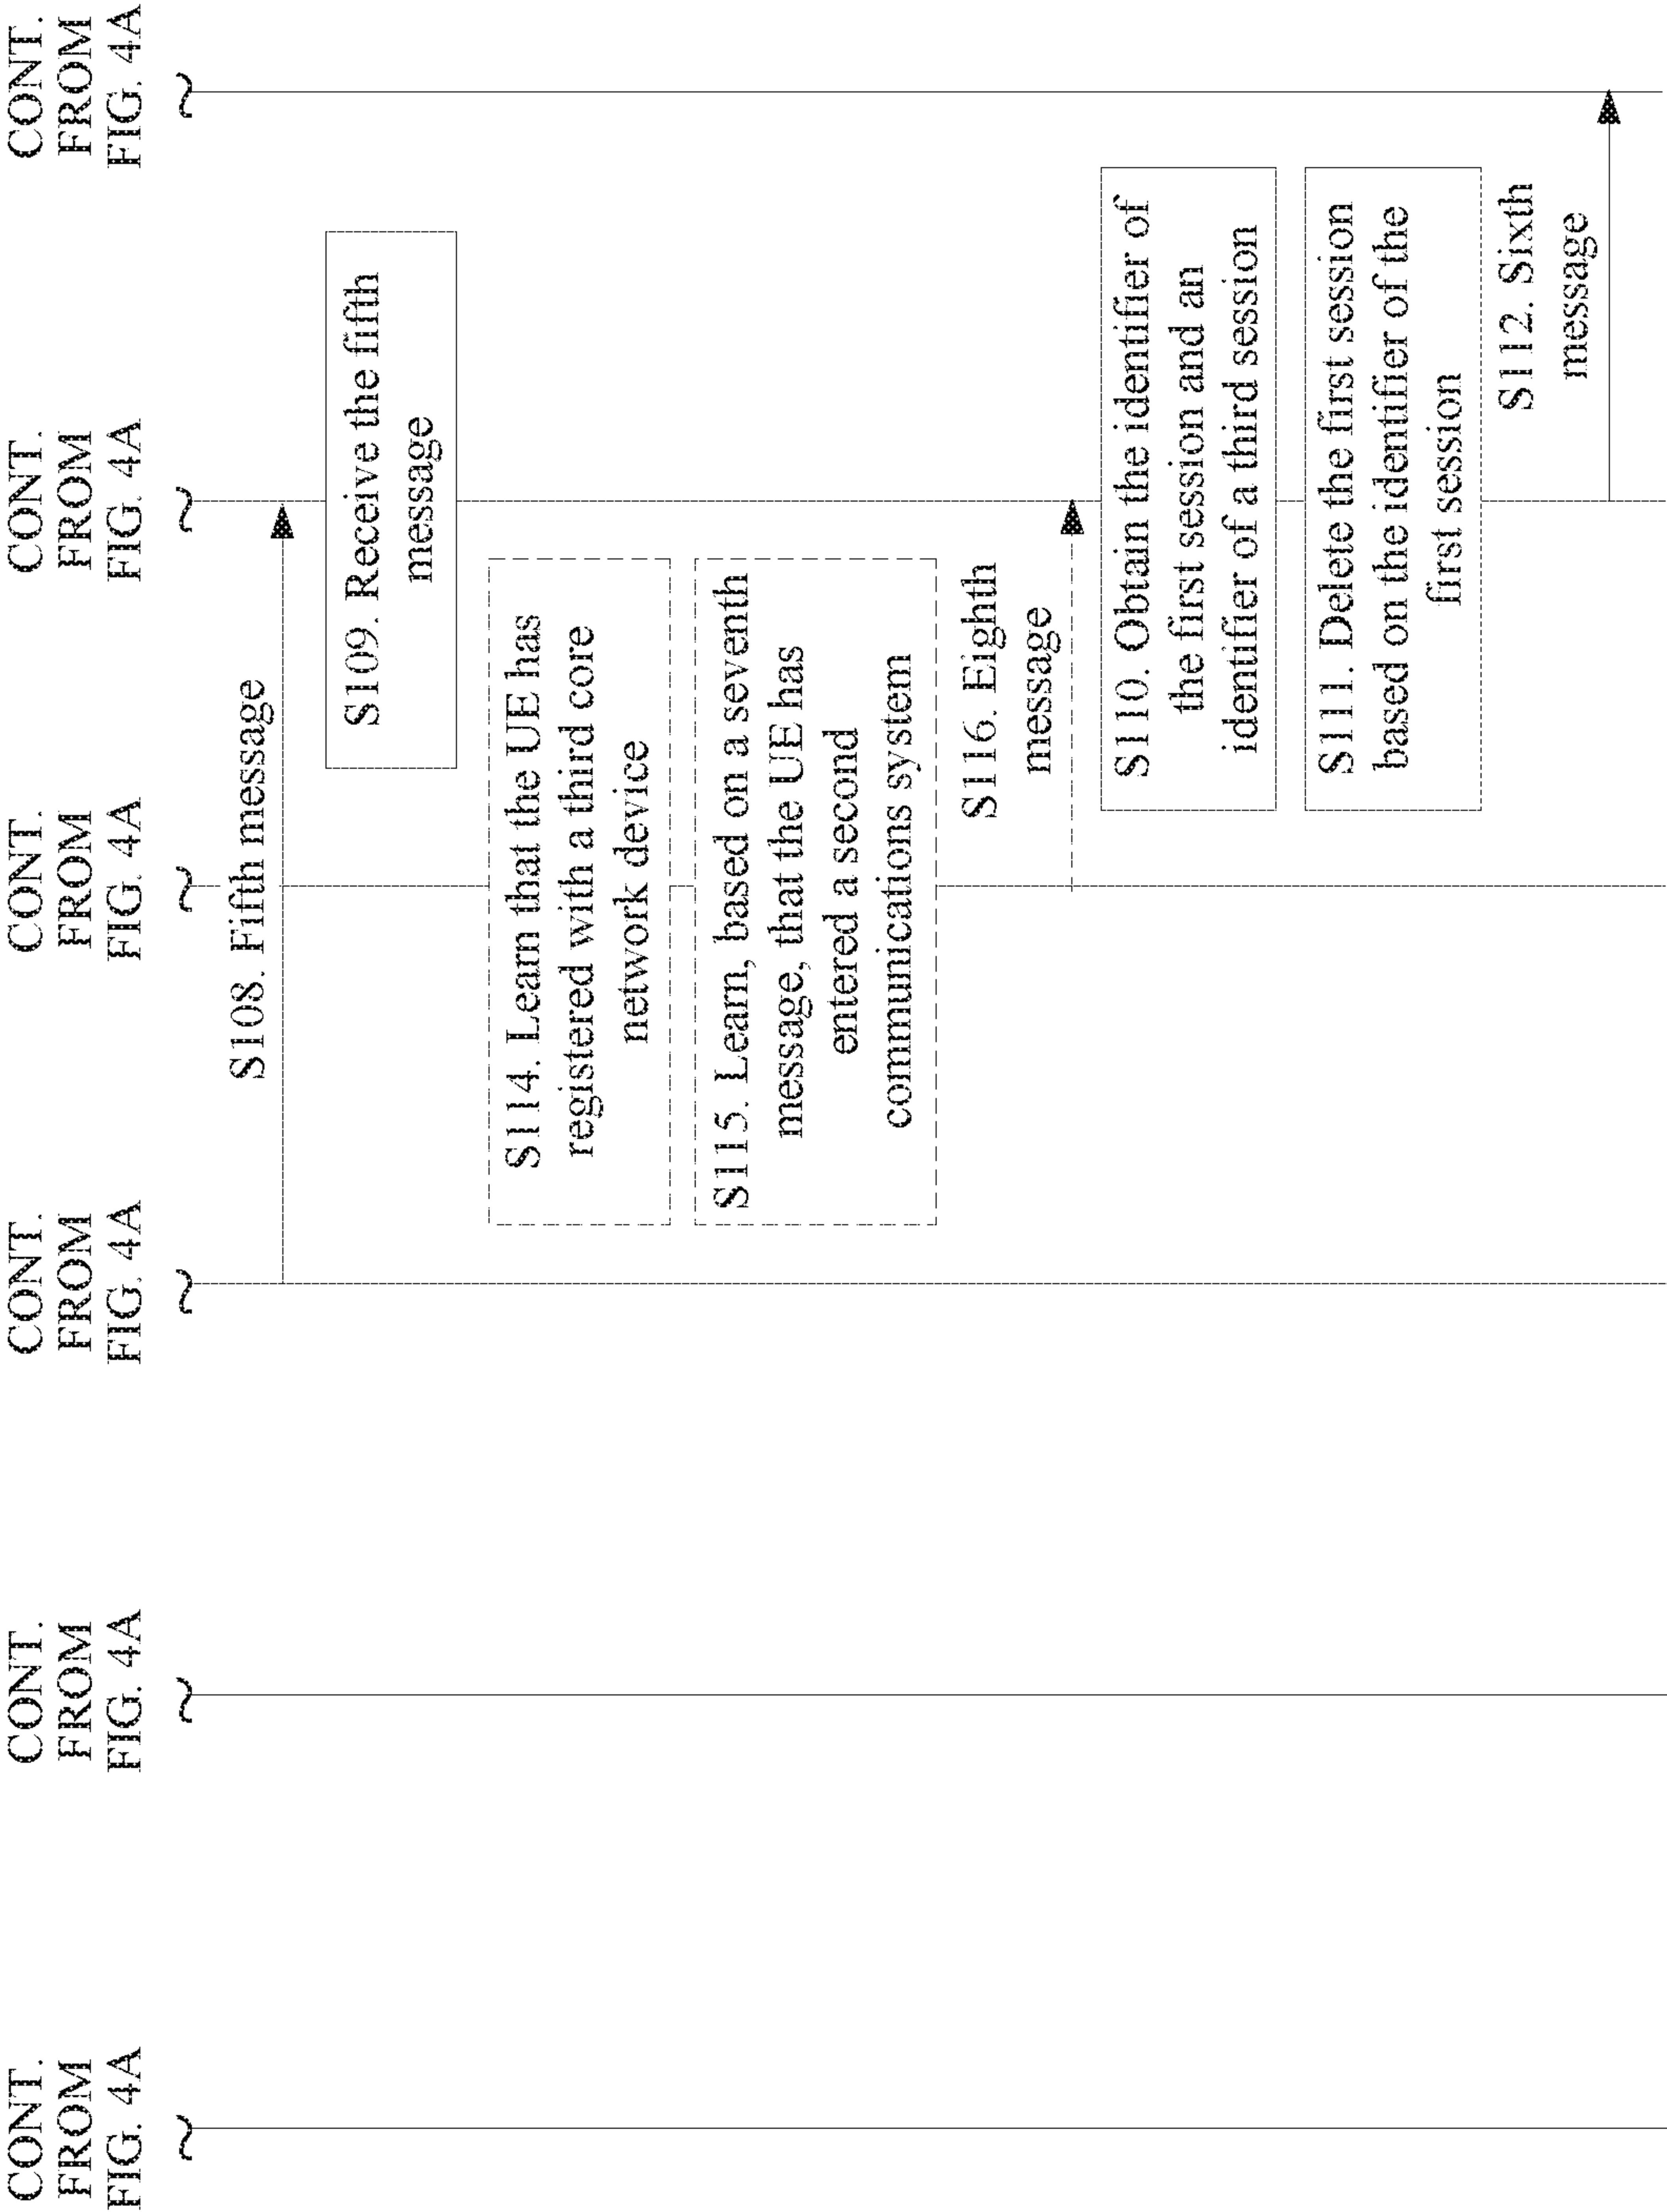 CONT.
FROM
FIG. 4A
CONT.
FROM
FIG. 4A
CONT.
FROM
FIG. 4A
CONT.
FROM
FIG. 4A
CONT.
FROM
FIG. 4A
CONT.
FROM
FIG. 4A
S108. Fifth message
S109. Receive the fifth
message
S114. Learn that the UE has
registered with a third core
network device
S115. Learn, based on a seventh
message, that the UE has
entered a second
communications system
S116. Eighth
message
S110. Obtain the identifier of
the first session and an
identifier of a third session
S111. Delete the first session
based on the identifier of the
first session
S112. Sixth
message